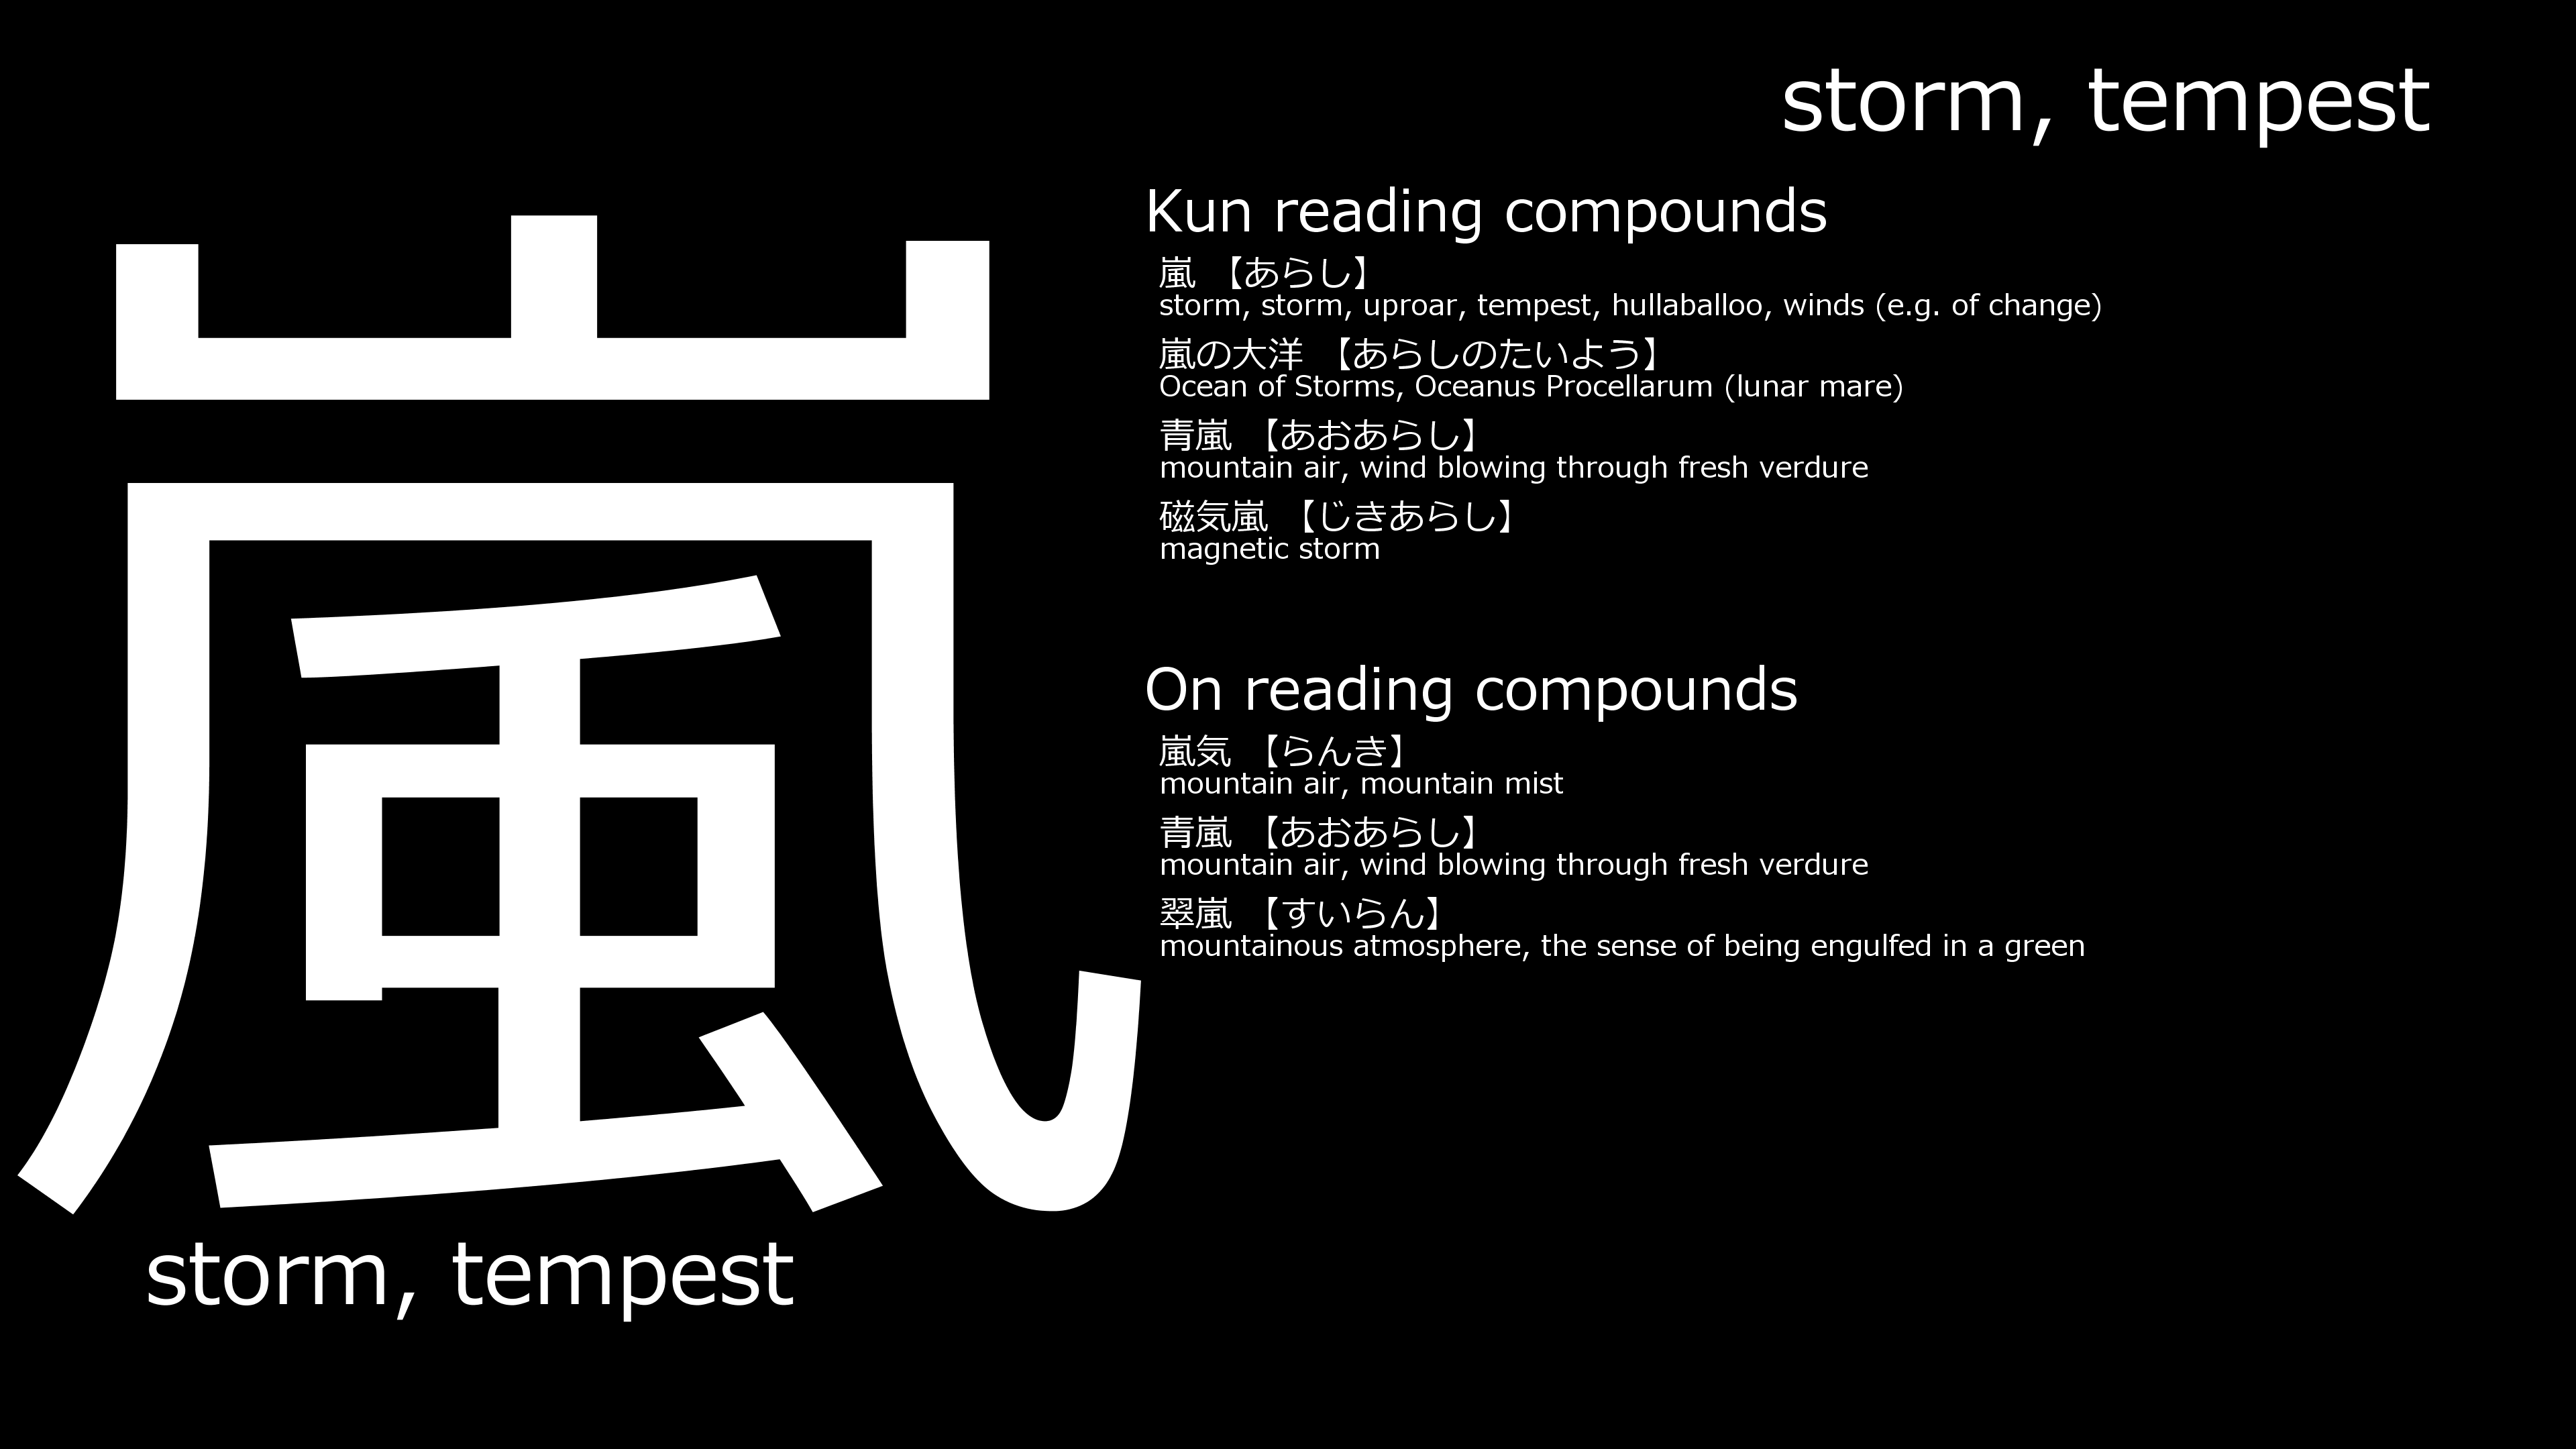 嵐
storm, tempest
storm, tempest
Kun reading compounds
嵐 【あらし】
storm, storm, uproar, tempest, hullaballoo, winds (e.g. of change)
嵐の大洋 【あらしのたいよう】
Ocean of Storms, Oceanus Procellarum (lunar mare)
青嵐 【あおあらし】
mountain air, wind blowing through fresh verdure
磁気嵐 【じきあらし】
magnetic storm
On reading compounds
嵐気 【らんき】
mountain air, mountain mist
青嵐 【あおあらし】
mountain air, wind blowing through fresh verdure
翠嵐 【すいらん】
mountainous atmosphere, the sense of being engulfed in a green